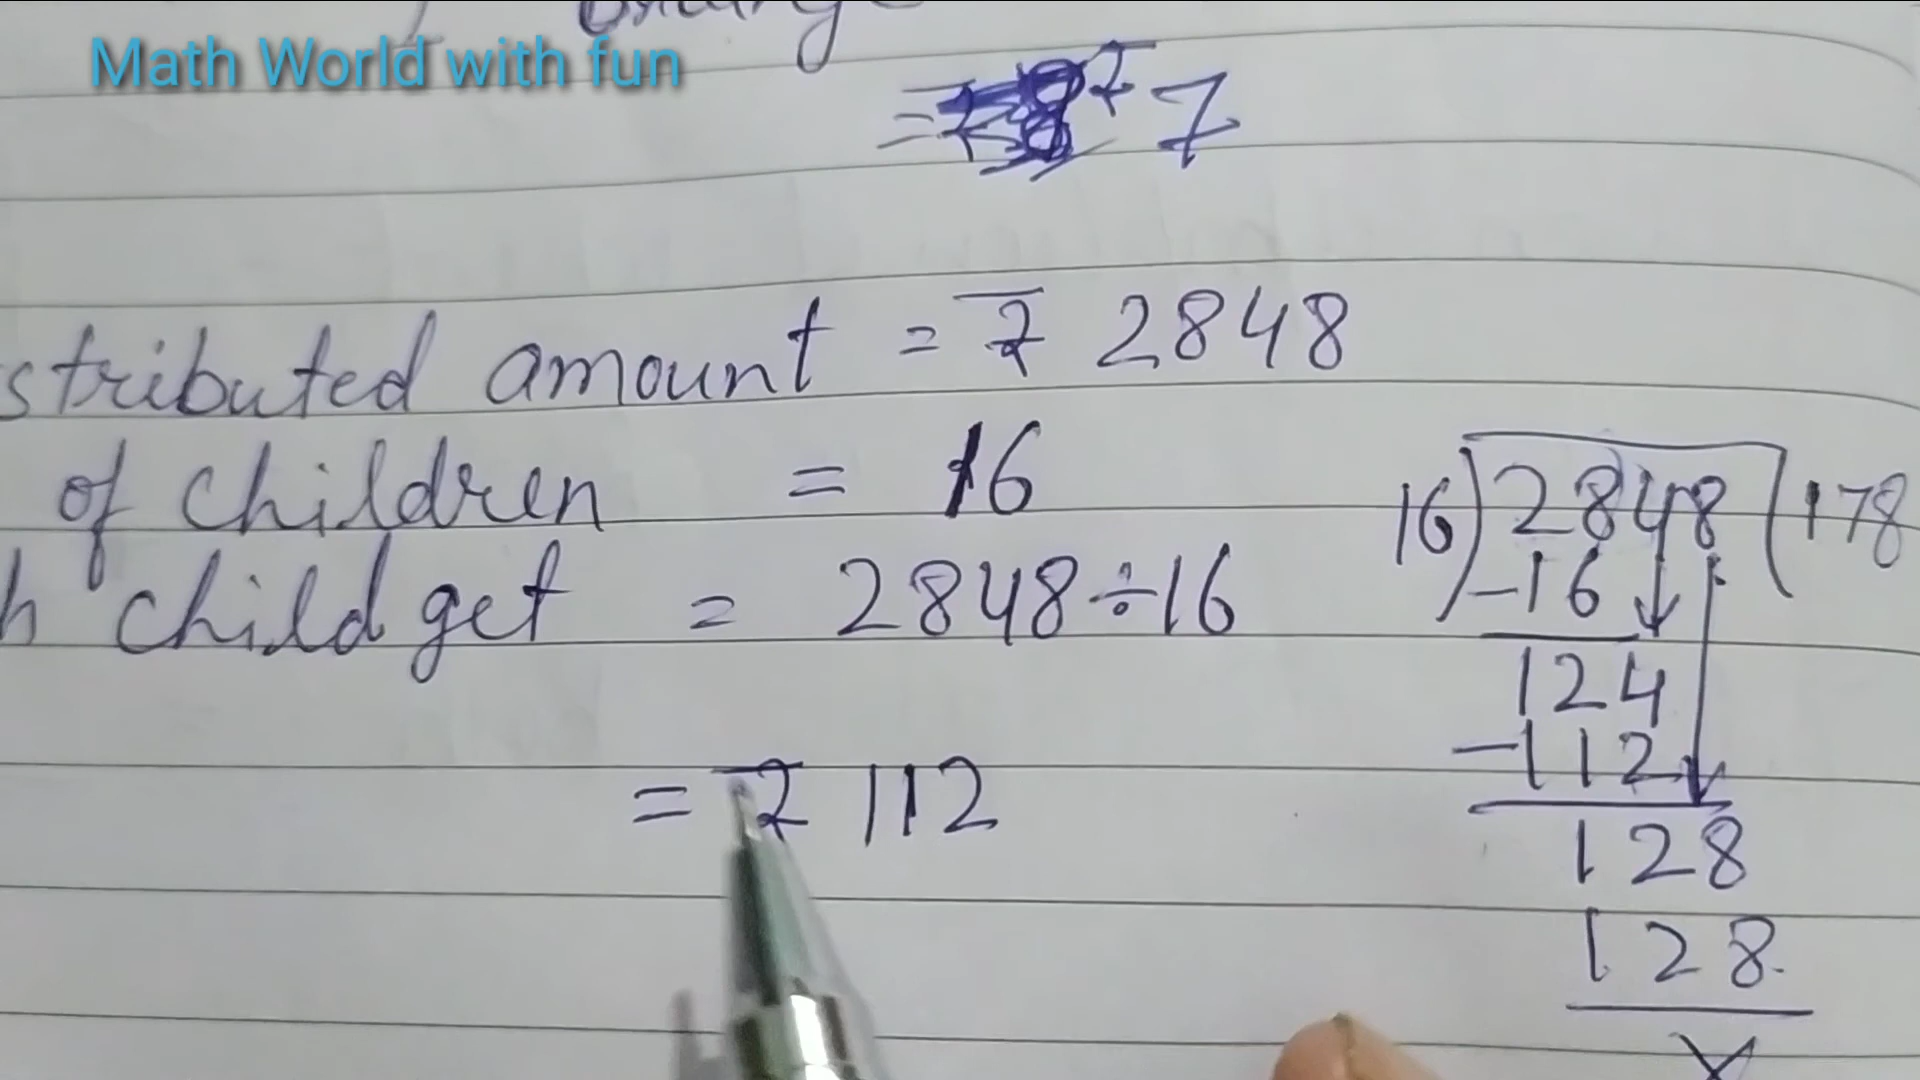 Math World with fun
= 7
stributed amount = ₹ 2848
of children = 16
h child get = 2848÷16
= ₹ 112
16)2848(178
-16
124
-112
128
128
x